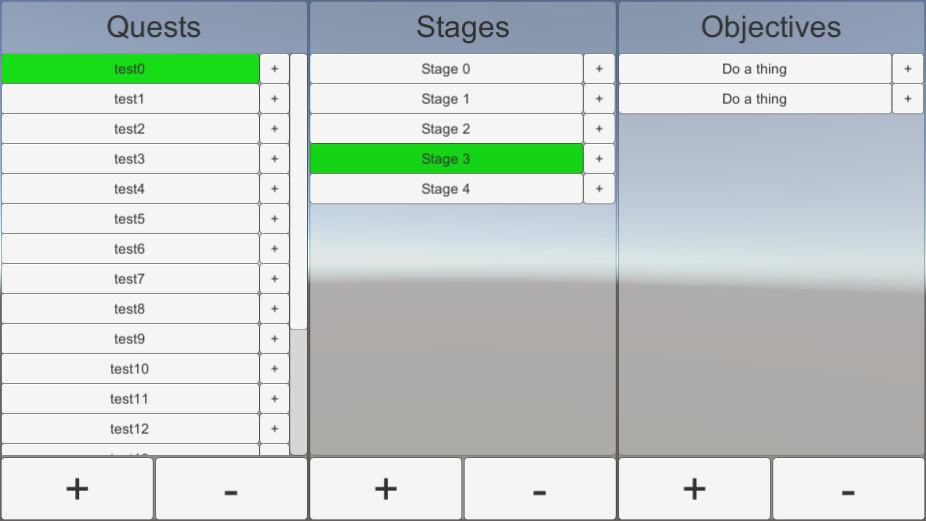 Quests
test0 +
test1 +
test2 +
test3 +
test4 +
test5 +
test6 +
test7 +
test8 +
test9 +
test10 +
test11 +
test12 +
+ -
Stages
Stage 0 +
Stage 1 +
Stage 2 +
Stage 3 +
Stage 4 +
+ -
Objectives
Do a thing +
Do a thing +
+ -